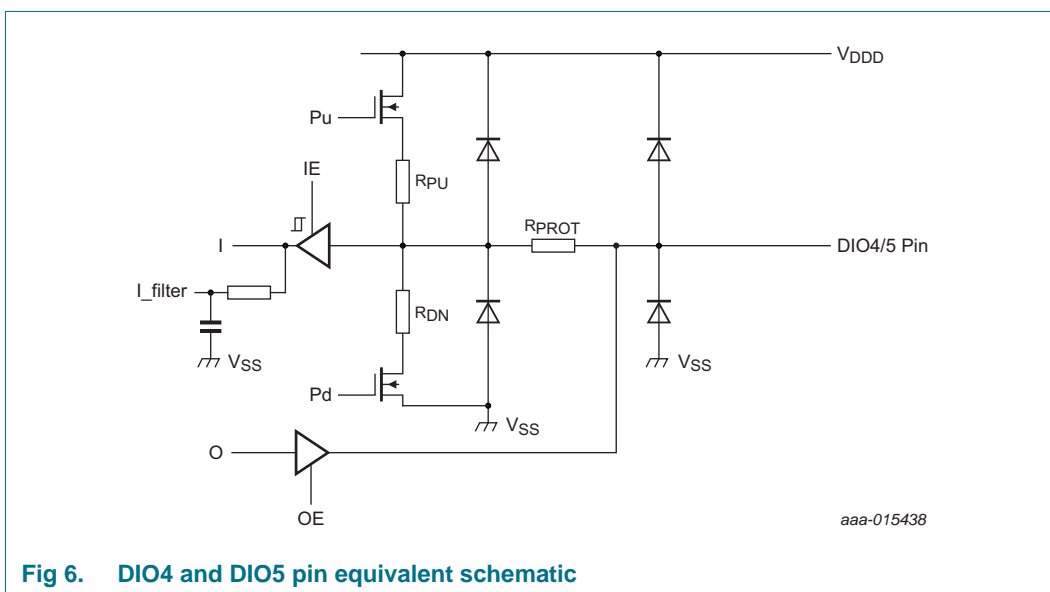 VDDD
Pu
IE
RPU
RPROT
I
DIO4/5 Pin
I_filter
RDN
VSS
VSS
Pd
VSS
O
OE
aaa-015438
Fig 6. DIO4 and DIO5 pin equivalent schematic